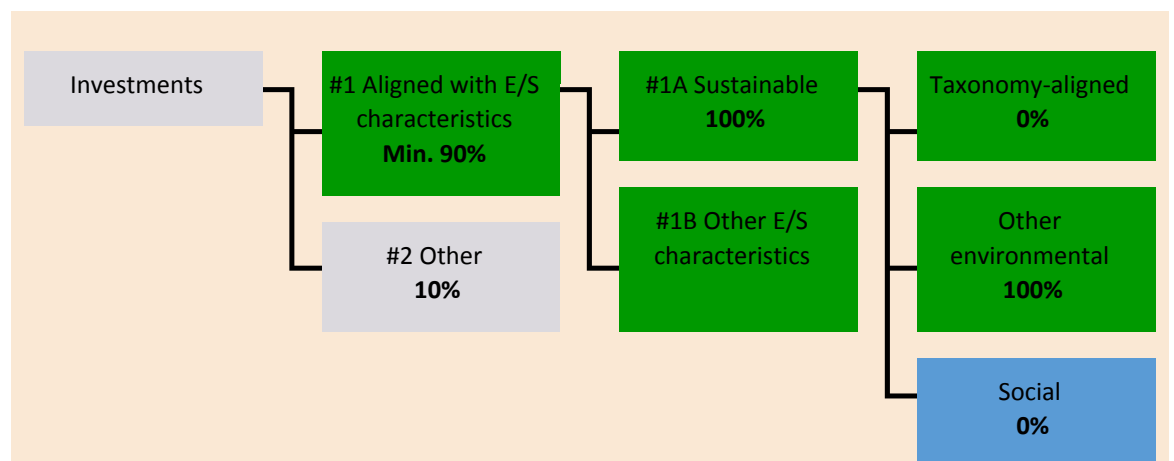 Investments
#1 Aligned with E/S
characteristics
Min. 90%
#2 Other
10%
#1A Sustainable
100%
#1B Other E/S
characteristics
Taxonomy-aligned
0%
Other
environmental
100%
Social
0%